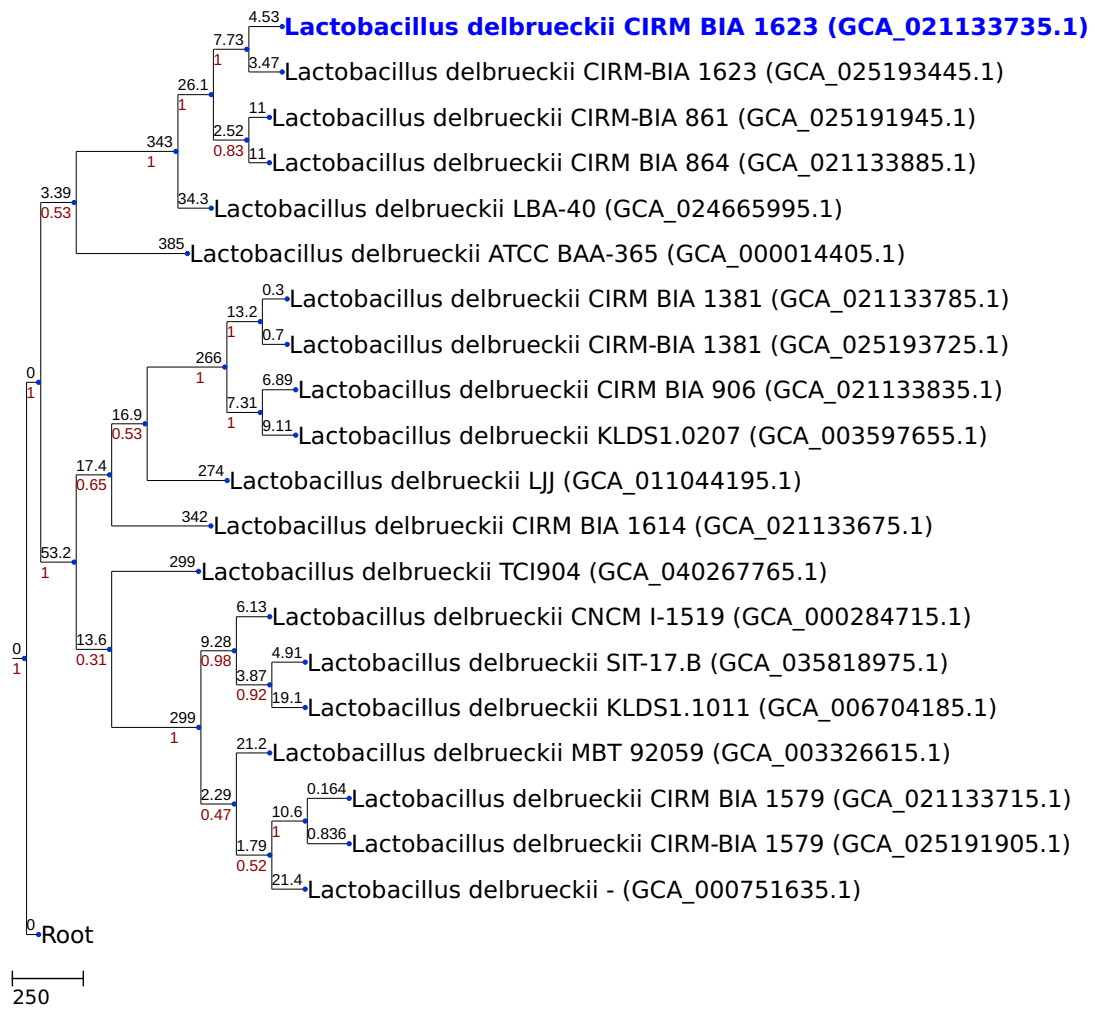 4.53
Lactobacillus delbrueckii CIRM BIA 1623 (GCA_021133735.1)
7.73
1
3.47
Lactobacillus delbrueckii CIRM-BIA 1623 (GCA_025193445.1)
26.1
1
11
Lactobacillus delbrueckii CIRM-BIA 861 (GCA_025191945.1)
2.52
0.83
11
Lactobacillus delbrueckii CIRM BIA 864 (GCA_021133885.1)
343
1
34.3
Lactobacillus delbrueckii LBA-40 (GCA_024665995.1)
3.39
0.53
385
Lactobacillus delbrueckii ATCC BAA-365 (GCA_000014405.1)
0.3
Lactobacillus delbrueckii CIRM BIA 1381 (GCA_021133785.1)
13.2
1
0.7
Lactobacillus delbrueckii CIRM-BIA 1381 (GCA_025193725.1)
266
1
0
1
6.89
Lactobacillus delbrueckii CIRM BIA 906 (GCA_021133835.1)
7.31
1
9.11
Lactobacillus delbrueckii KLDS1.0207 (GCA_003597655.1)
16.9
0.53
274
Lactobacillus delbrueckii LJJ (GCA_011044195.1)
17.4
0.65
342
Lactobacillus delbrueckii CIRM BIA 1614 (GCA_021133675.1)
53.2
1
299
Lactobacillus delbrueckii TCI904 (GCA_040267765.1)
6.13
Lactobacillus delbrueckii CNCM I-1519 (GCA_000284715.1)
13.6
0.31
9.28
0.98
0
1
4.91
Lactobacillus delbrueckii SIT-17.B (GCA_035818975.1)
3.87
0.92
19.1
Lactobacillus delbrueckii KLDS1.1011 (GCA_006704185.1)
299
1
21.2
Lactobacillus delbrueckii MBT 92059 (GCA_003326615.1)
2.29
0.47
0.164
Lactobacillus delbrueckii CIRM BIA 1579 (GCA_021133715.1)
10.6
1
0.836
Lactobacillus delbrueckii CIRM-BIA 1579 (GCA_025191905.1)
1.79
0.52
21.4
Lactobacillus delbrueckii - (GCA_000751635.1)
0
Root
250